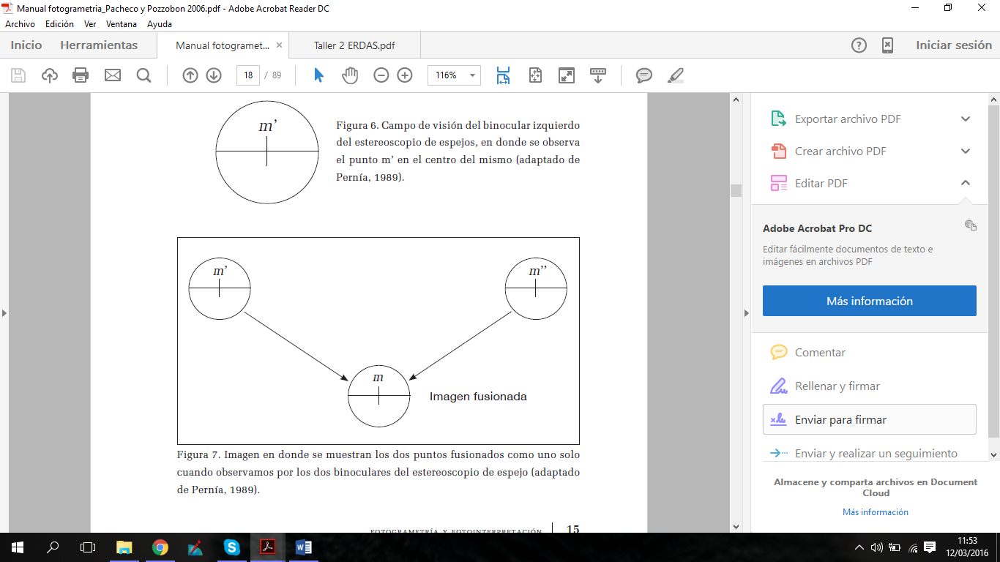 Manual fotogrametria_Pacheco y Pozzobon 2006.pdf - Adobe Acrobat Reader DC
Archivo Edición Ver Ventana Ayuda
Inicio Herramientas Manual fotogramet... × Taller 2 ERDAS.pdf Iniciar sesión
18 / 89 116%
m’
Figura 6. Campo de visión del binocular izquierdo
del estereoscopio de espejos, en donde se observa
el punto m’ en el centro del mismo (adaptado de
Pernía, 1989).
m’ m’’
m
Imagen fusionada
Figura 7. Imagen en donde se muestran los dos puntos fusionados como uno solo
cuando observamos por los dos binoculares del estereoscopio de espejo (adaptado
de Pernía, 1989).
FOTOGRAMETRÍA Y FOTOINTERPRETACIÓN 15
Exportar archivo PDF
Crear archivo PDF
Editar PDF
Adobe Acrobat Pro DC
Editar fácilmente documentos de texto e
imágenes en archivos PDF
Más información
Comentar
Rellenar y firmar
Enviar para firmar
Enviar y realizar un seguimiento
Almacene y comparta archivos en Document
Cloud
Más información
11:53
12/03/2016